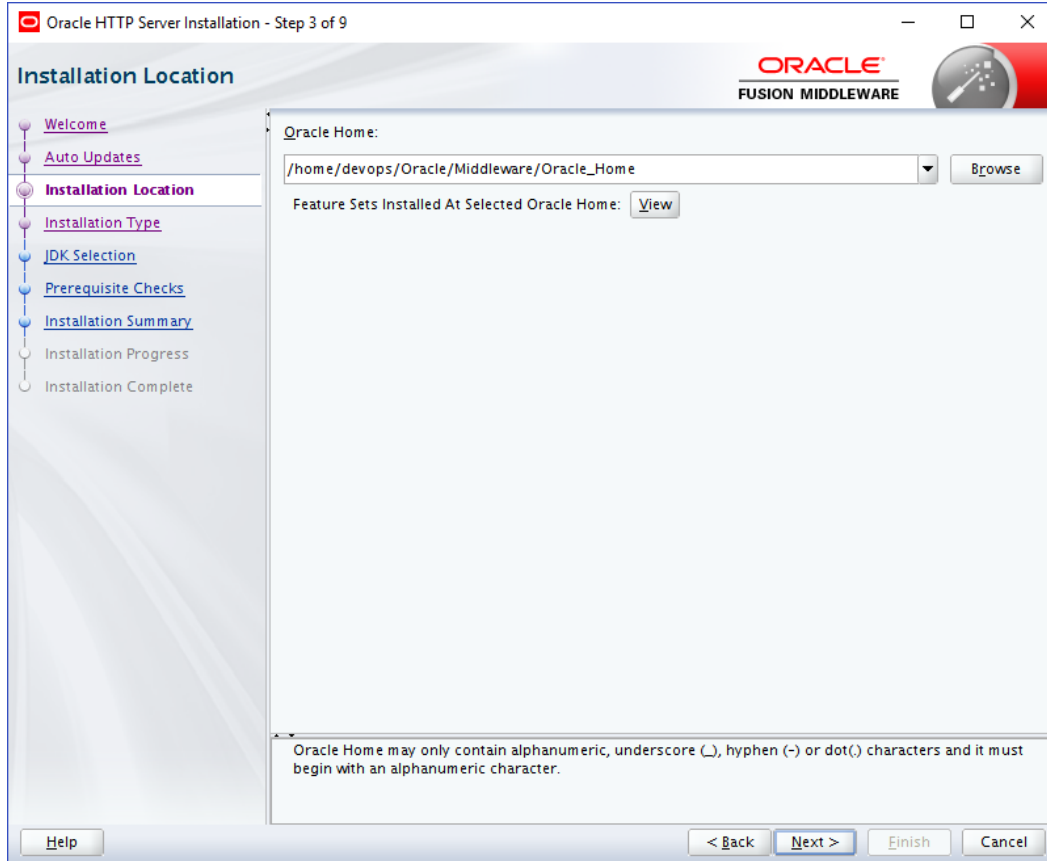 Oracle HTTP Server Installation - Step 3 of 9
Installation Location
ORACLE®
FUSION MIDDLEWARE
Welcome
Auto Updates
Installation Location
Installation Type
JDK Selection
Prerequisite Checks
Installation Summary
Installation Progress
Installation Complete
Oracle Home:
/home/devops/Oracle/Middleware/Oracle_Home
Browse
Feature Sets Installed At Selected Oracle Home: View
Oracle Home may only contain alphanumeric, underscore (_), hyphen (-) or dot(.) characters and it must
begin with an alphanumeric character.
Help
< Back Next > Finish Cancel